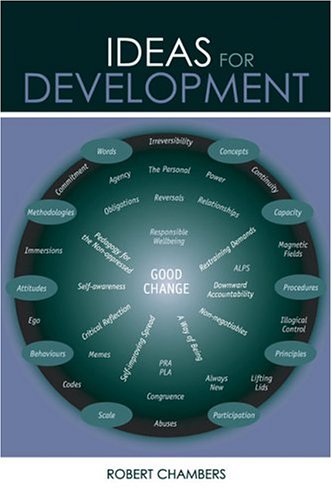 IDEAS FOR
DEVELOPMENT
Irreversibility
Words
Concepts
Commitment
Continuity
Agency
The Personal
Power
Methodologies
Obligations
Reversals
Relationships
Capacity
Responsible
Wellbeing
Immersions
Pedagogy for
the Non-oppressed
Restraining Demands
Magnetic
Fields
ALPS
GOOD
CHANGE
Attitudes
Self-awareness
Downward
Accountability
Procedures
Ego
Critical Reflection
Non-negotiables
Illogical
Control
Self-improving Spread
A Way of Being
Behaviours
Memes
Principles
PRA
PLA
Codes
Always
New
Lifting
Lids
Congruence
Scale
Participation
Abuses
ROBERT CHAMBERS